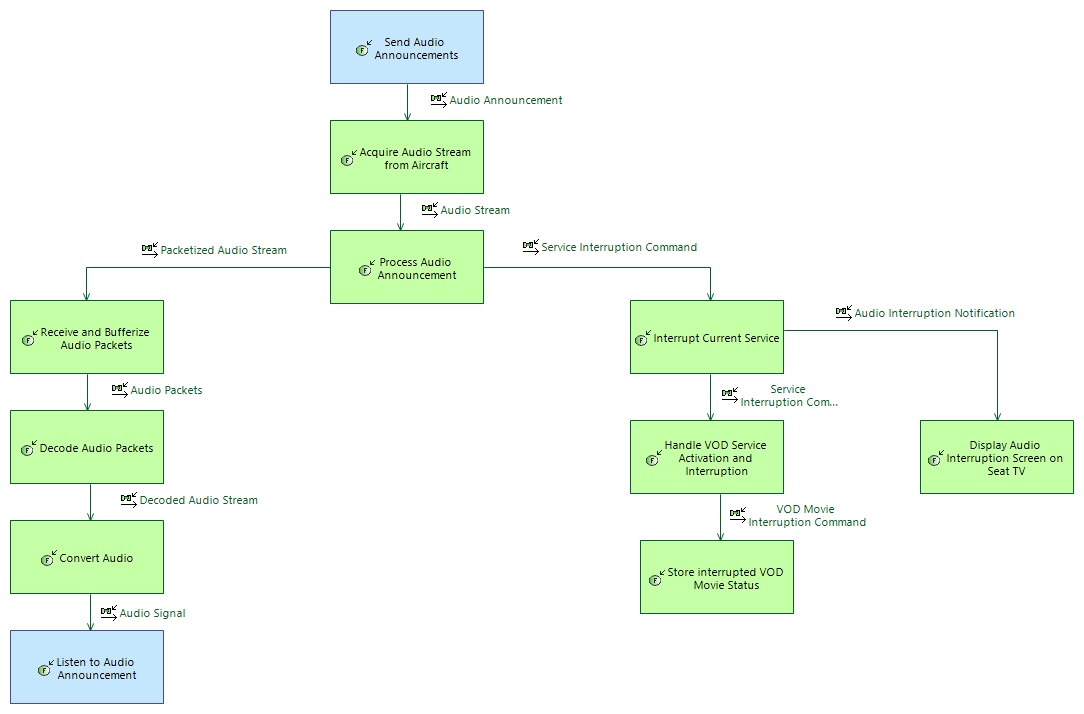 Send Audio
Announcements
Audio Announcement
Acquire Audio Stream
from Aircraft
Audio Stream
Process Audio
Announcement
Packetized Audio Stream
Service Interruption Command
Receive and Bufferize
Audio Packets
Interrupt Current Service
Audio Interruption Notification
Audio Packets
Service
Interruption Com...
Decode Audio Packets
Handle VOD Service
Activation and
Interruption
Display Audio
Interruption Screen on
Seat TV
Decoded Audio Stream
VOD Movie
Interruption Command
Convert Audio
Store interrupted VOD
Movie Status
Audio Signal
Listen to Audio
Announcement